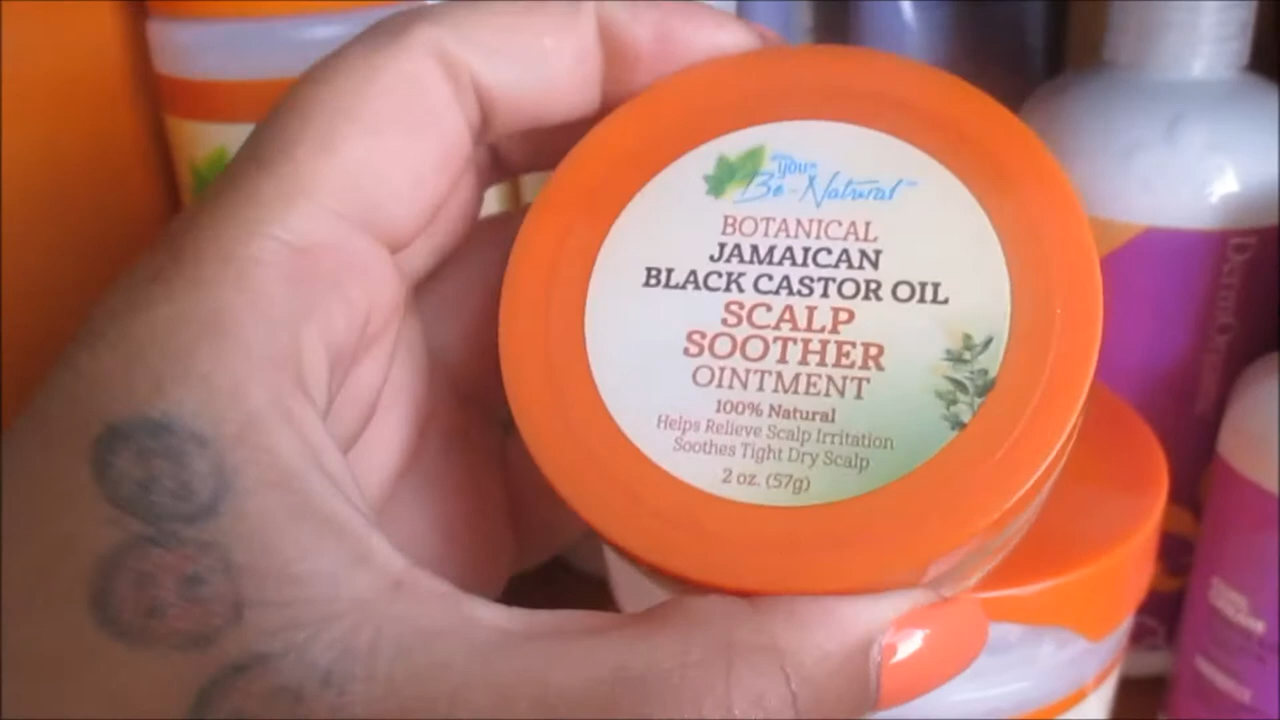 you
Be-Natural™
BOTANICAL
JAMAICAN
BLACK CASTOR OIL
SCALP
SOOTHER
OINTMENT
100% Natural
Helps Relieve Scalp Irritation
Soothes Tight Dry Scalp
2 oz. (57g)